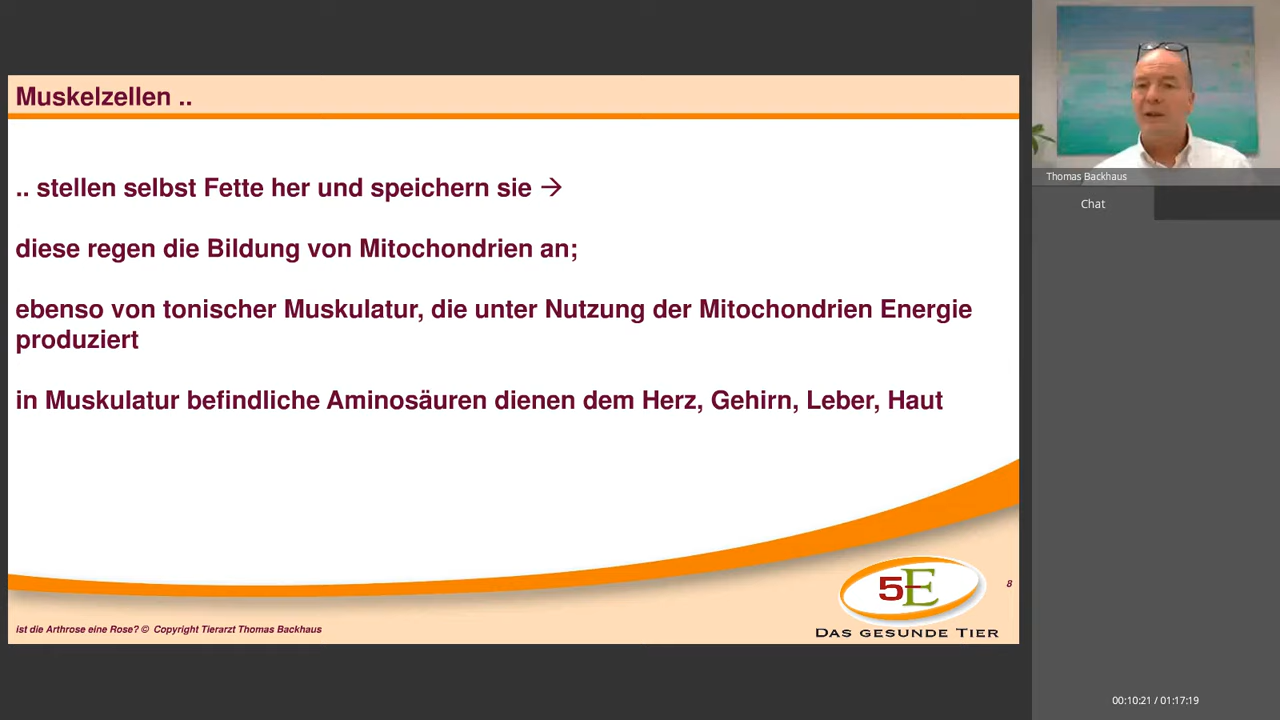 Muskelzellen ..
.. stellen selbst Fette her und speichern sie →
diese regen die Bildung von Mitochondrien an;
ebenso von tonischer Muskulatur, die unter Nutzung der Mitochondrien Energie
produziert
in Muskulatur befindliche Aminosäuren dienen dem Herz, Gehirn, Leber, Haut
5E
8
ist die Arthrose eine Rose? © Copyright Tierarzt Thomas Backhaus
DAS GESUNDE TIER
Thomas Backhaus
Chat
00:10:21 / 01:17:19